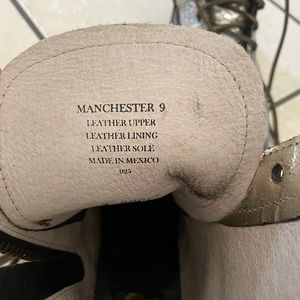 MANCHESTER 9
LEATHER UPPER
LEATHER LINING
LEATHER SOLE
MADE IN MEXICO
025